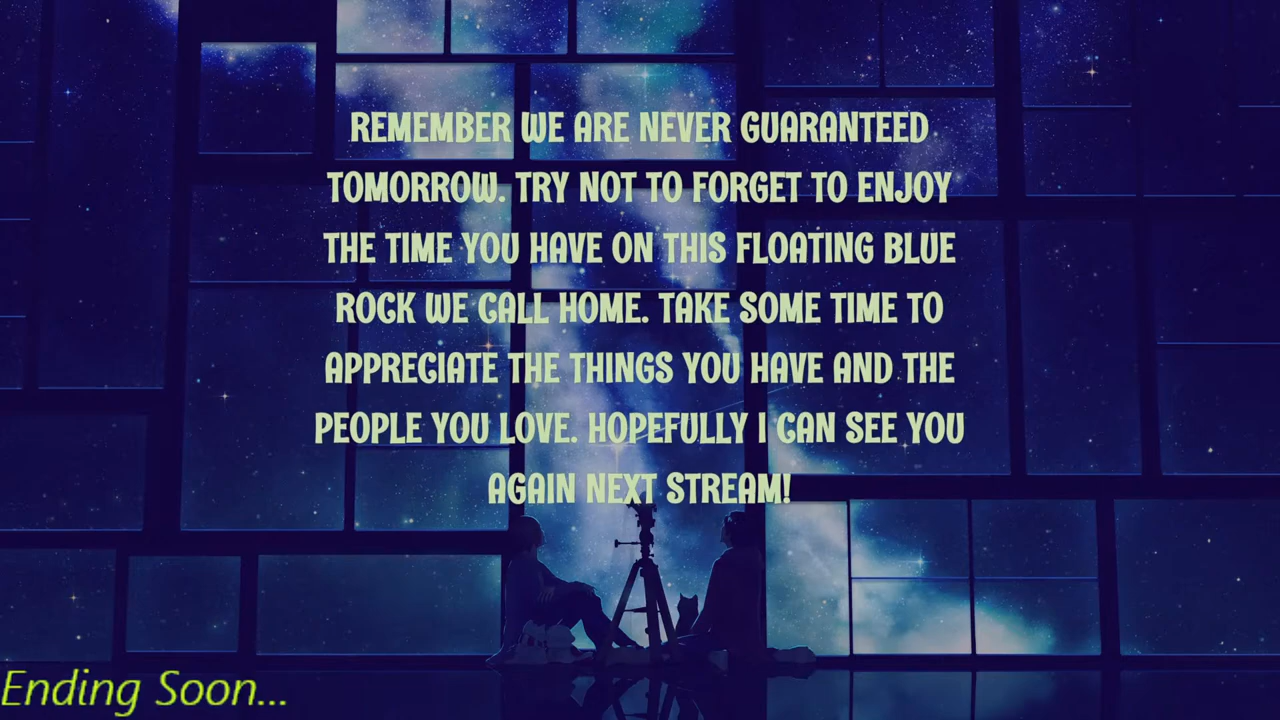 REMEMBER WE ARE NEVER GUARANTEED
TOMORROW. TRY NOT TO FORGET TO ENJOY
THE TIME YOU HAVE ON THIS FLOATING BLUE
ROCK WE CALL HOME. TAKE SOME TIME TO
APPRECIATE THE THINGS YOU HAVE AND THE
PEOPLE YOU LOVE. HOPEFULLY I CAN SEE YOU
AGAIN NEXT STREAM!
Ending Soon...